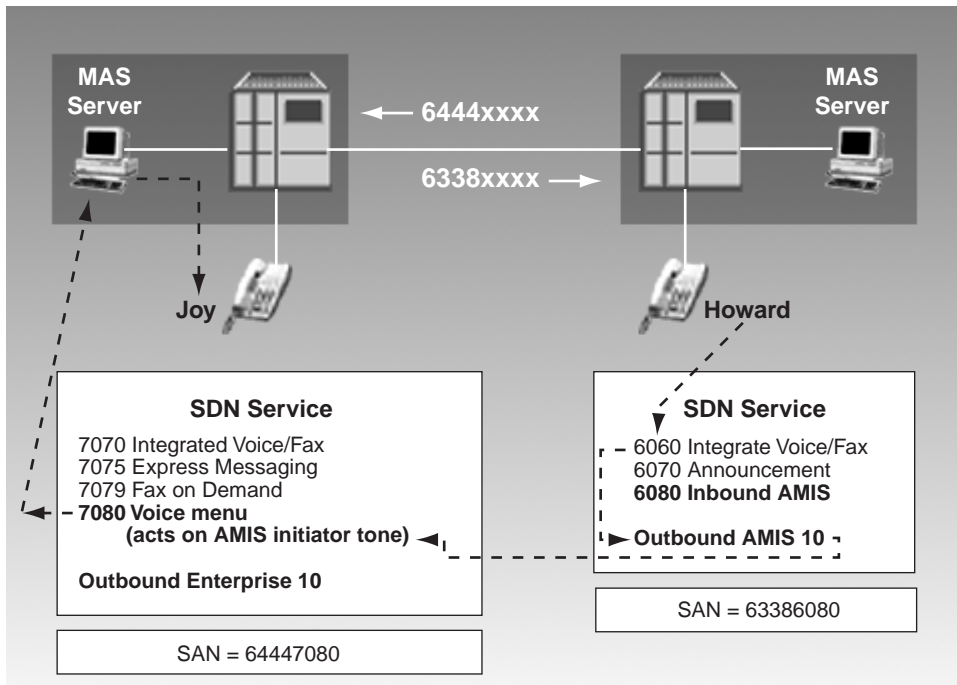 MAS
Server
6444xxxx
6338xxxx
MAS
Server
Joy
Howard
SDN Service
7070 Integrated Voice/Fax
7075 Express Messaging
7079 Fax on Demand
7080 Voice menu
(acts on AMIS initiator tone)
Outbound Enterprise 10
SAN = 64447080
SDN Service
6060 Integrate Voice/Fax
6070 Announcement
6080 Inbound AMIS
Outbound AMIS 10
SAN = 63386080